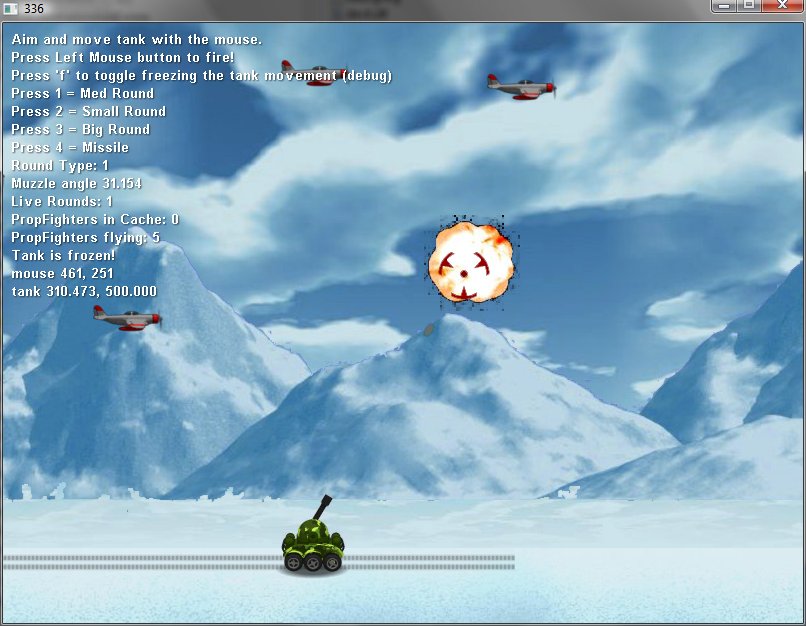 336
Aim and move tank with the mouse.
Press Left Mouse button to fire!
Press 'f' to toggle freezing the tank movement (debug)
Press 1 = Med Round
Press 2 = Small Round
Press 3 = Big Round
Press 4 = Missile
Round Type: 1
Muzzle angle 31.154
Live Rounds: 1
PropFighters in Cache: 0
PropFighters flying: 5
Tank is frozen!
mouse 461, 251
tank 310.473, 500.000